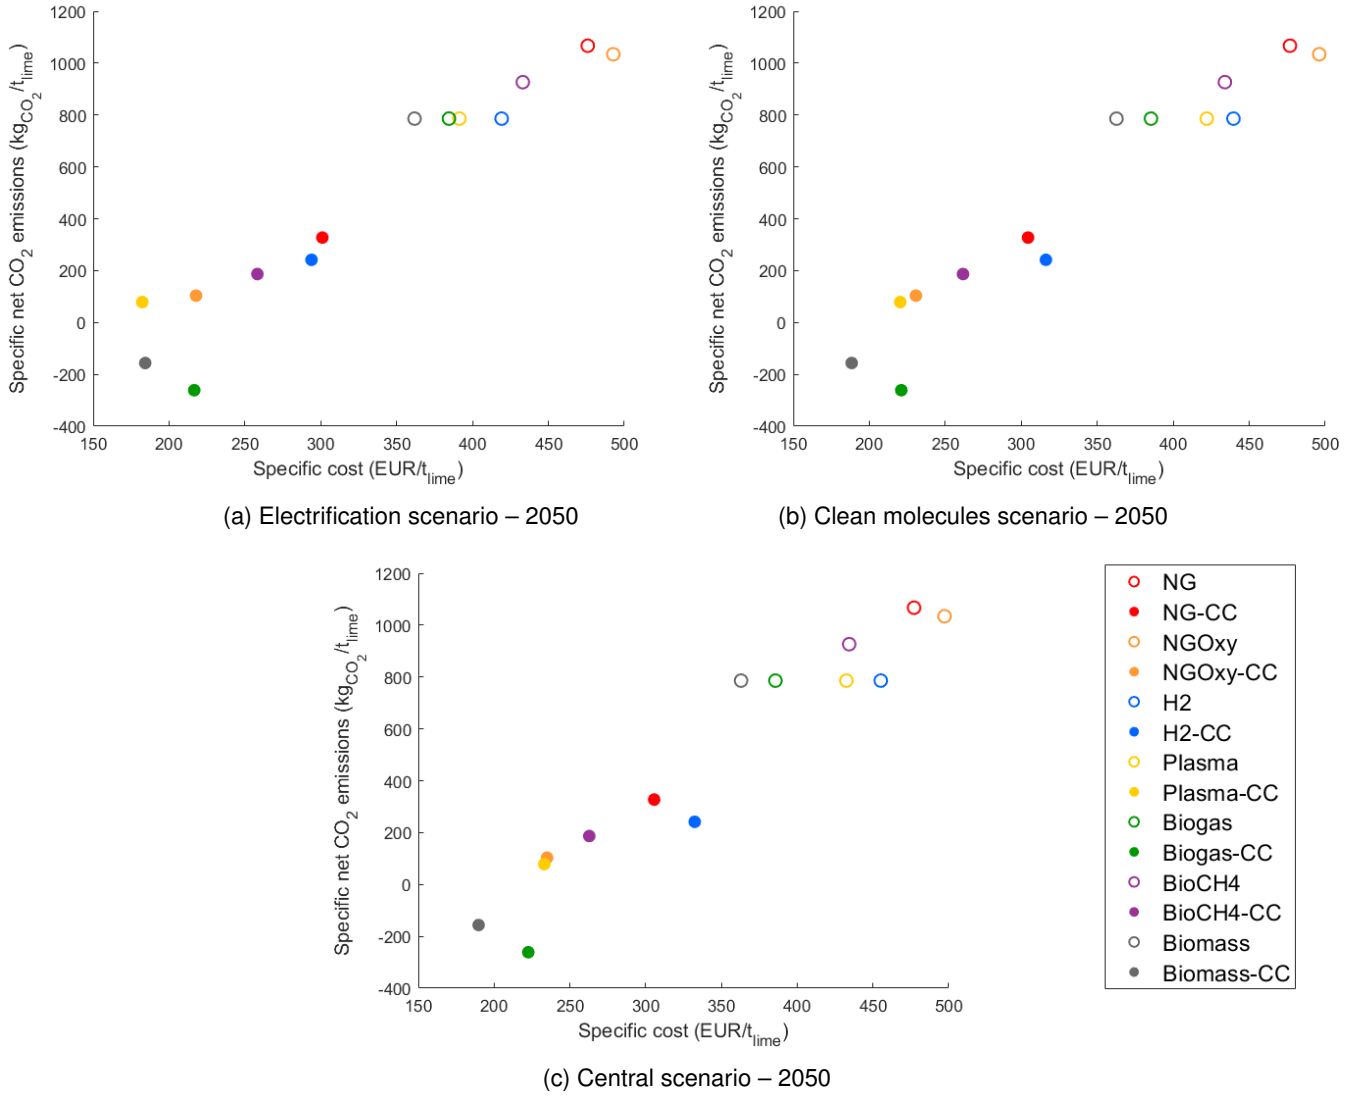 1200
1000
800
600
400
200
0
-200
-400
150 200 250 300 350 400 450 500
Specific net CO2 emissions (kgCO2/tlime)
Specific cost (EUR/tlime)
(a) Electrification scenario – 2050
1200
1000
800
600
400
200
0
-200
-400
150 200 250 300 350 400 450 500
Specific net CO2 emissions (kgCO2/tlime)
Specific cost (EUR/tlime)
(b) Clean molecules scenario – 2050
1200
1000
800
600
400
200
0
-200
-400
150 200 250 300 350 400 450 500
Specific net CO2 emissions (kgCO2/tlime)
Specific cost (EUR/tlime)
(c) Central scenario – 2050
NG
NG-CC
NGOxy
NGOxy-CC
H2
H2-CC
Plasma
Plasma-CC
Biogas
Biogas-CC
BioCH4
BioCH4-CC
Biomass
Biomass-CC